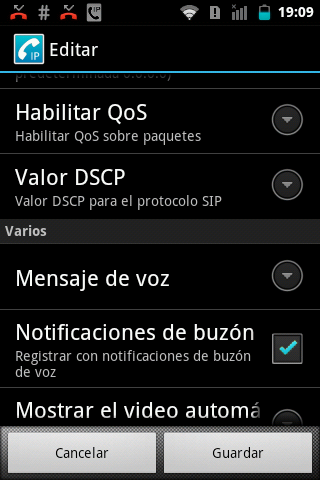 19:09
IP
Editar
predeterminada 0.0.0.0)
Habilitar QoS
Habilitar QoS sobre paquetes
Valor DSCP
Valor DSCP para el protocolo SIP
Varios
Mensaje de voz
Notificaciones de buzón
Registrar con notificaciones de buzón
de voz
Mostrar el video automá
Cancelar
Guardar